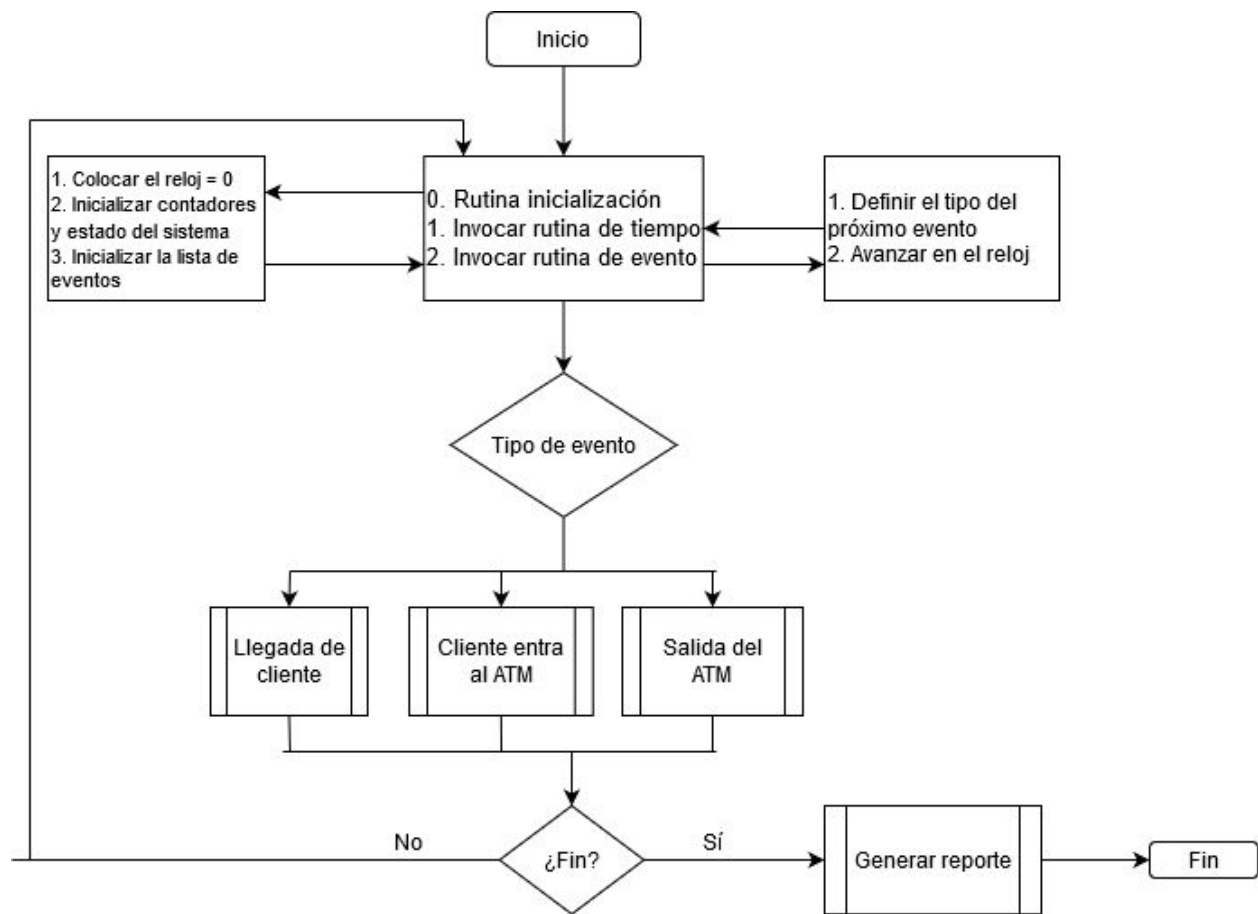 Inicio
1. Colocar el reloj = 0
2. Inicializar contadores
y estado del sistema
3. Inicializar la lista de
eventos
0. Rutina inicialización
1. Invocar rutina de tiempo
2. Invocar rutina de evento
1. Definir el tipo del
próximo evento
2. Avanzar en el reloj
Tipo de evento
Llegada de
cliente
Cliente entra
al ATM
Salida del
ATM
No
¿Fin?
Sí
Generar reporte
Fin